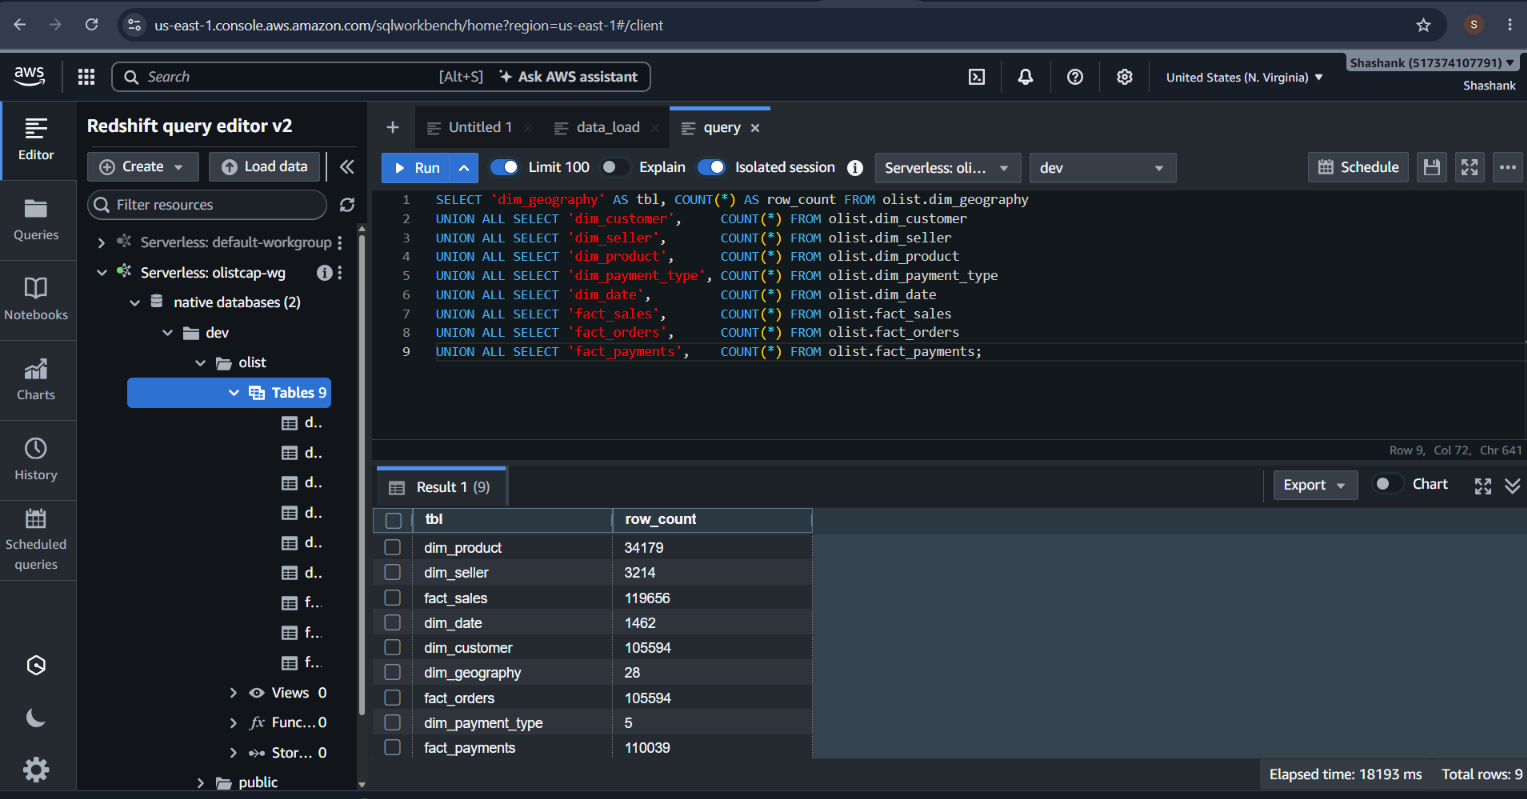 us-east-1.console.aws.amazon.com/sqlworkbench/home?region=us-east-1#/client
S
aws
Search [Alt+S] Ask AWS assistant
United States (N. Virginia) ▼
Shashank (517374107791) ▼
Shashank
Editor
Queries
Notebooks
Charts
History
Scheduled
queries
Redshift query editor v2
Create
Load data
Filter resources
Serverless: default-workgroup
Serverless: olistcap-wg
native databases (2)
dev
olist
Tables 9
d..
d..
d..
d..
d..
d..
f...
f...
f...
Views 0
fx Func... 0
Stor... 0
public
+ Untitled 1 × data_load × query ×
Run Limit 100 Explain Isolated session Serverless: oli... dev Schedule
1 SELECT 'dim_geography' AS tbl, COUNT(*) AS row_count FROM olist.dim_geography
2 UNION ALL SELECT 'dim_customer', COUNT(*) FROM olist.dim_customer
3 UNION ALL SELECT 'dim_seller', COUNT(*) FROM olist.dim_seller
4 UNION ALL SELECT 'dim_product', COUNT(*) FROM olist.dim_product
5 UNION ALL SELECT 'dim_payment_type', COUNT(*) FROM olist.dim_payment_type
6 UNION ALL SELECT 'dim_date', COUNT(*) FROM olist.dim_date
7 UNION ALL SELECT 'fact_sales', COUNT(*) FROM olist.fact_sales
8 UNION ALL SELECT 'fact_orders', COUNT(*) FROM olist.fact_orders
9 UNION ALL SELECT 'fact_payments', COUNT(*) FROM olist.fact_payments;
Row 9, Col 72, Chr 641
Result 1 (9)
Export Chart
tbl row_count
dim_product 34179
dim_seller 3214
fact_sales 119656
dim_date 1462
dim_customer 105594
dim_geography 28
fact_orders 105594
dim_payment_type 5
fact_payments 110039
Elapsed time: 18193 ms Total rows: 9